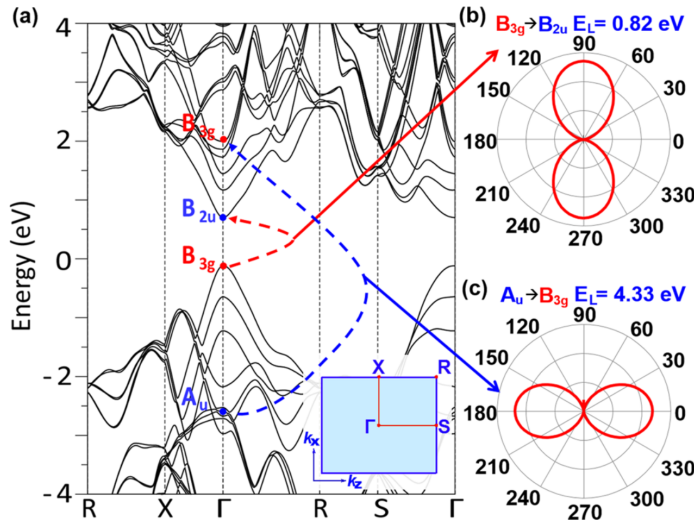 (a)
4
2
0
-2
-4
Energy (eV)
B3g
B2u
B3g
Au
X
R
Γ
S
kx
kz
R
X
Γ
R
S
Γ
(b)
B3g→B2u EL= 0.82 eV
90
120
60
150
30
180
0
210
330
240
300
270
(c)
Au→B3g EL= 4.33 eV
90
120
60
150
30
180
0
210
330
240
300
270